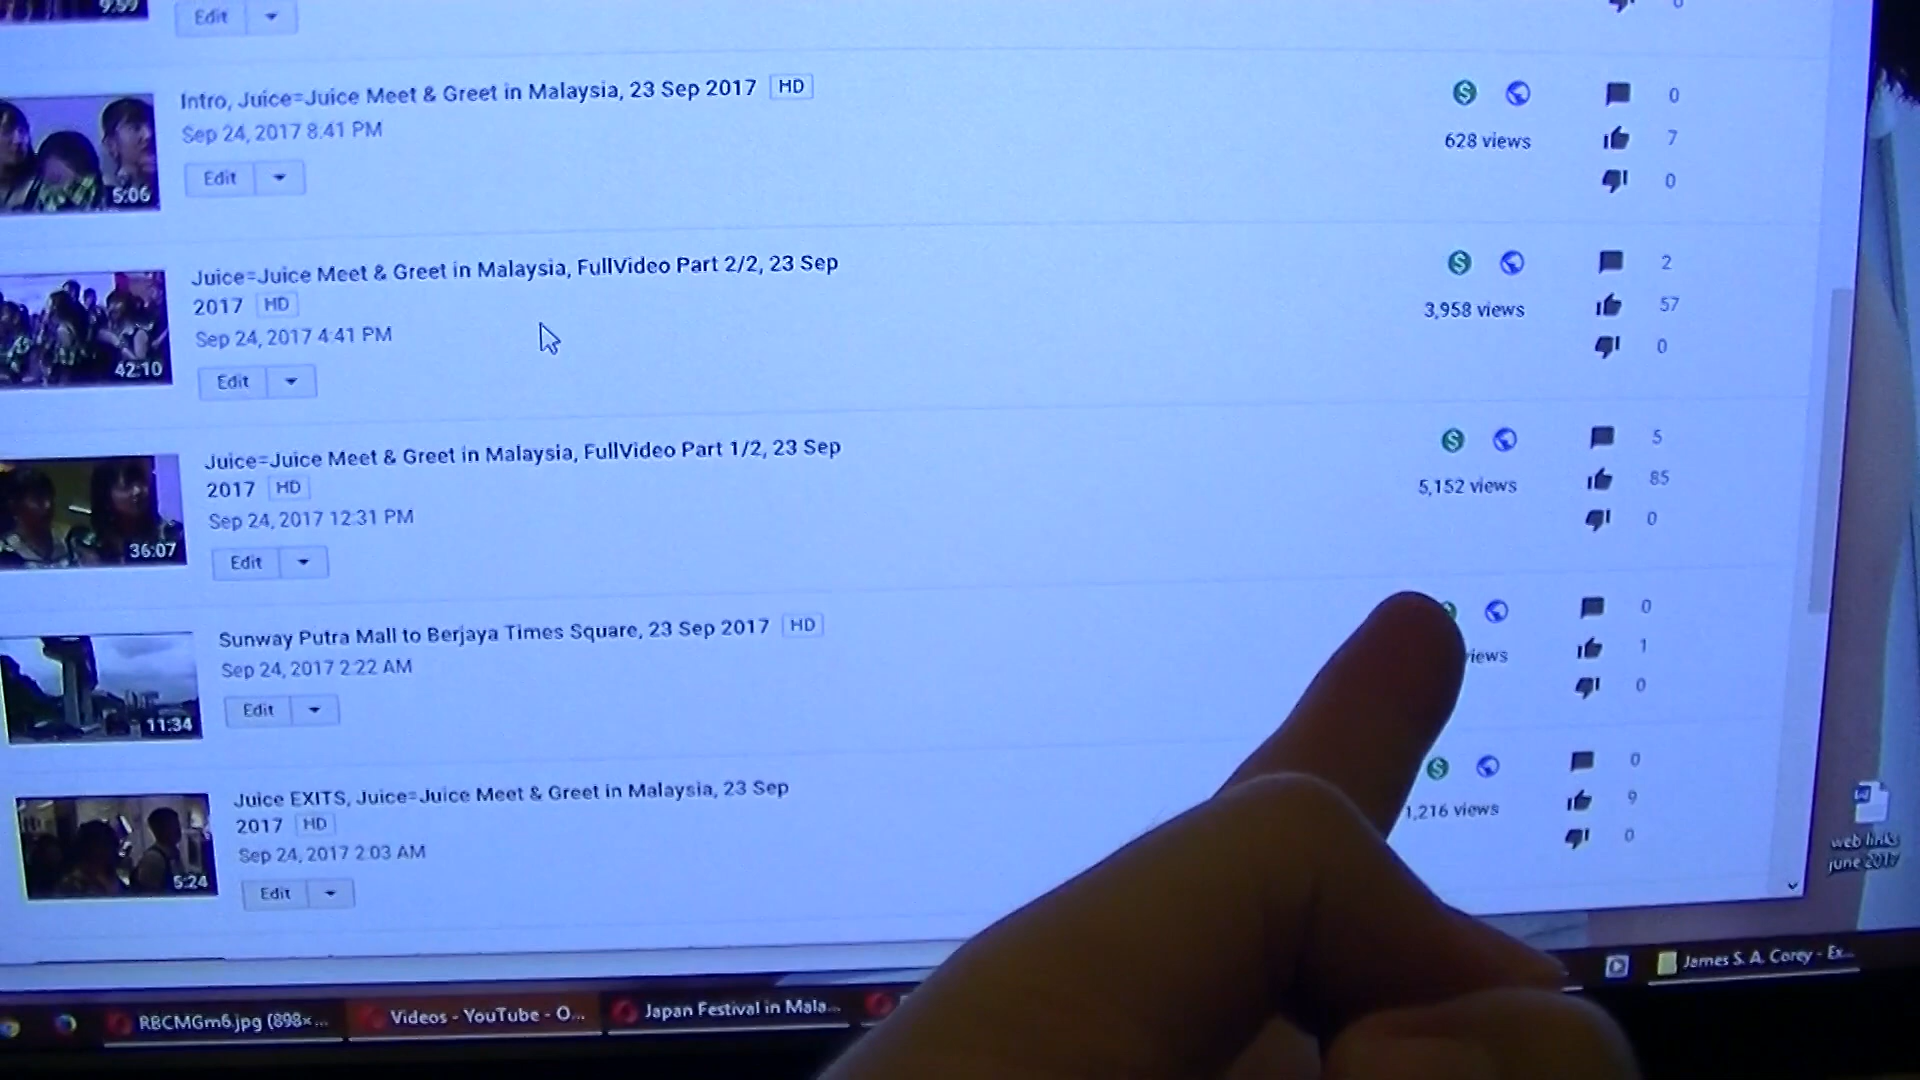 9:59
Edit
0
Intro, Juice=Juice Meet & Greet in Malaysia, 23 Sep 2017 HD
Sep 24, 2017 8:41 PM
Edit
5:06
628 views
0
7
0
Juice=Juice Meet & Greet in Malaysia, FullVideo Part 2/2, 23 Sep
2017 HD
Sep 24, 2017 4:41 PM
Edit
42:10
3,958 views
2
57
0
Juice=Juice Meet & Greet in Malaysia, FullVideo Part 1/2, 23 Sep
2017 HD
Sep 24, 2017 12:31 PM
Edit
36:07
5,152 views
5
85
0
Sunway Putra Mall to Berjaya Times Square, 23 Sep 2017 HD
Sep 24, 2017 2:22 AM
Edit
11:34
views
0
1
0
Juice EXITS, Juice=Juice Meet & Greet in Malaysia, 23 Sep
2017 HD
Sep 24, 2017 2:03 AM
Edit
5:24
1,216 views
0
9
0
web links
june 2017
RBCMGm6.jpg (898×...
Videos - YouTube - O...
Japan Festival in Mala...
James S. A. Corey - Ex...